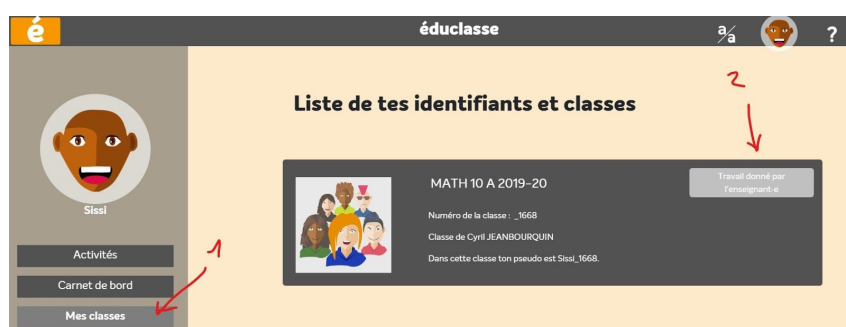 é
éduclasse
a/a
?
2
Liste de tes identifiants et classes
MATH 10 A 2019-20
Travail donné par
l'enseignant·e
Numéro de la classe : _1668
Classe de Cyril JEANBOURQUIN
Dans cette classe ton pseudo est Sissi_1668.
Sissi
1
Activités
Carnet de bord
Mes classes